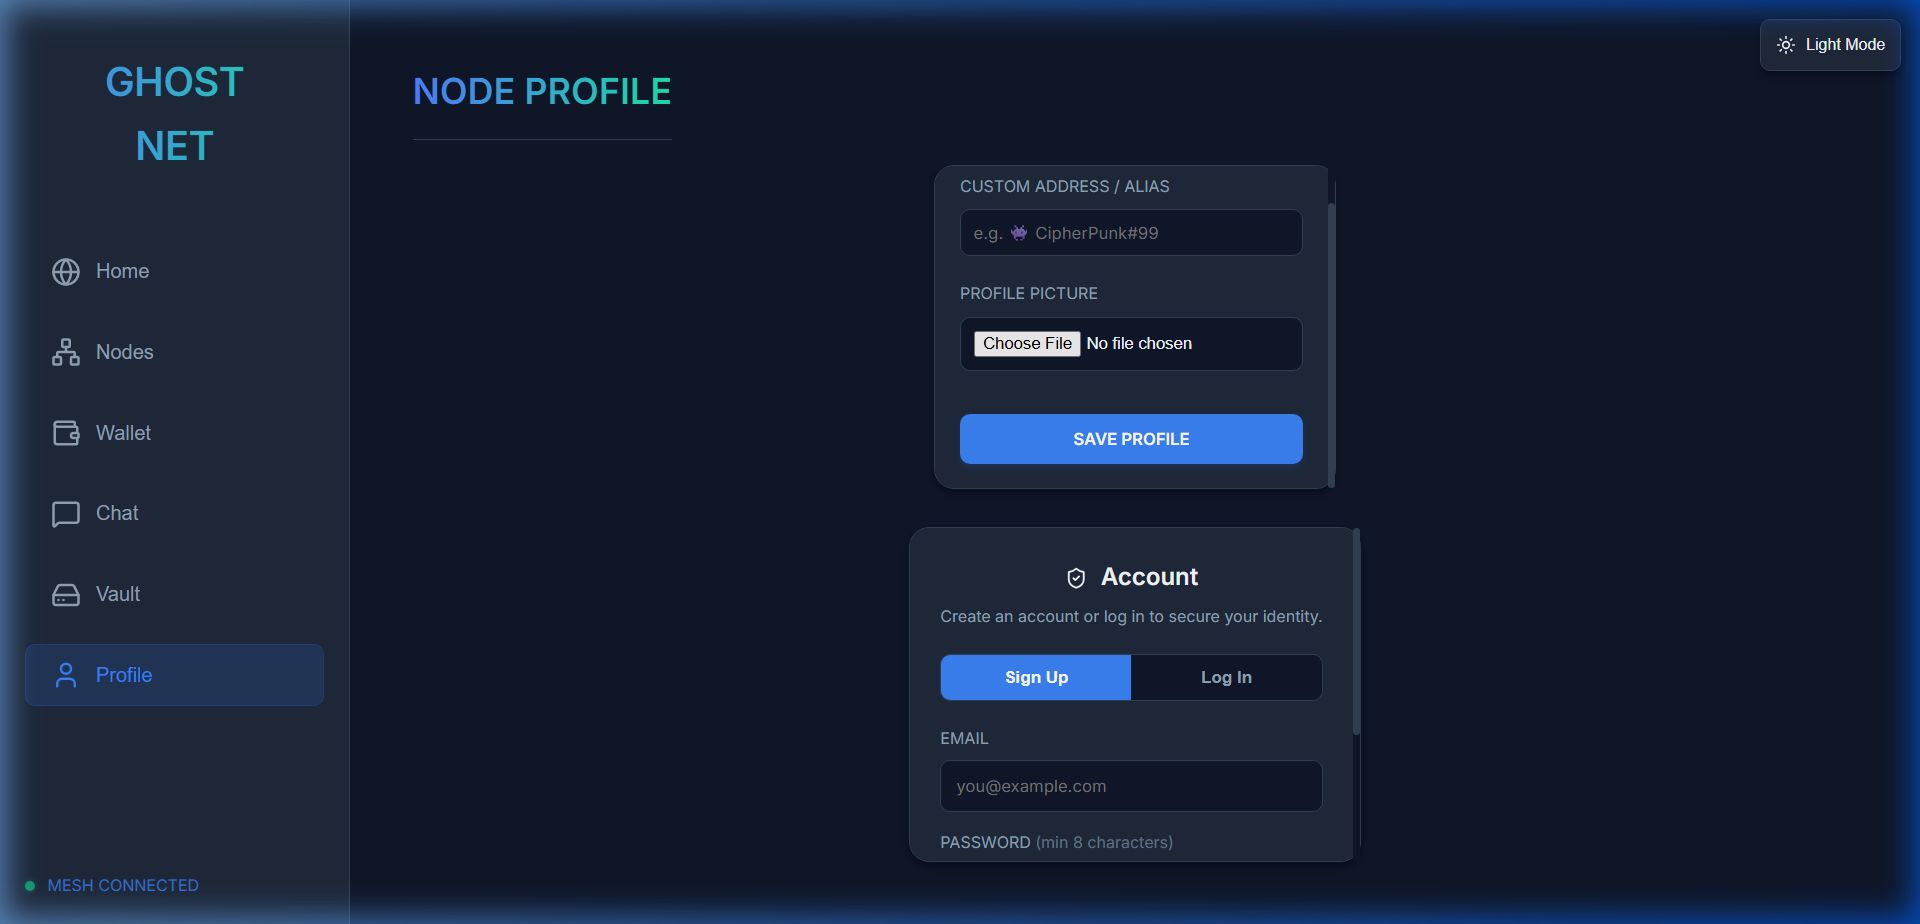 GHOST
NET
Home
Nodes
Wallet
Chat
Vault
Profile
MESH CONNECTED
Light Mode
NODE PROFILE
CUSTOM ADDRESS / ALIAS
e.g. 👾 CipherPunk#99
PROFILE PICTURE
Choose File No file chosen
SAVE PROFILE
Account
Create an account or log in to secure your identity.
Sign Up Log In
EMAIL
you@example.com
PASSWORD (min 8 characters)